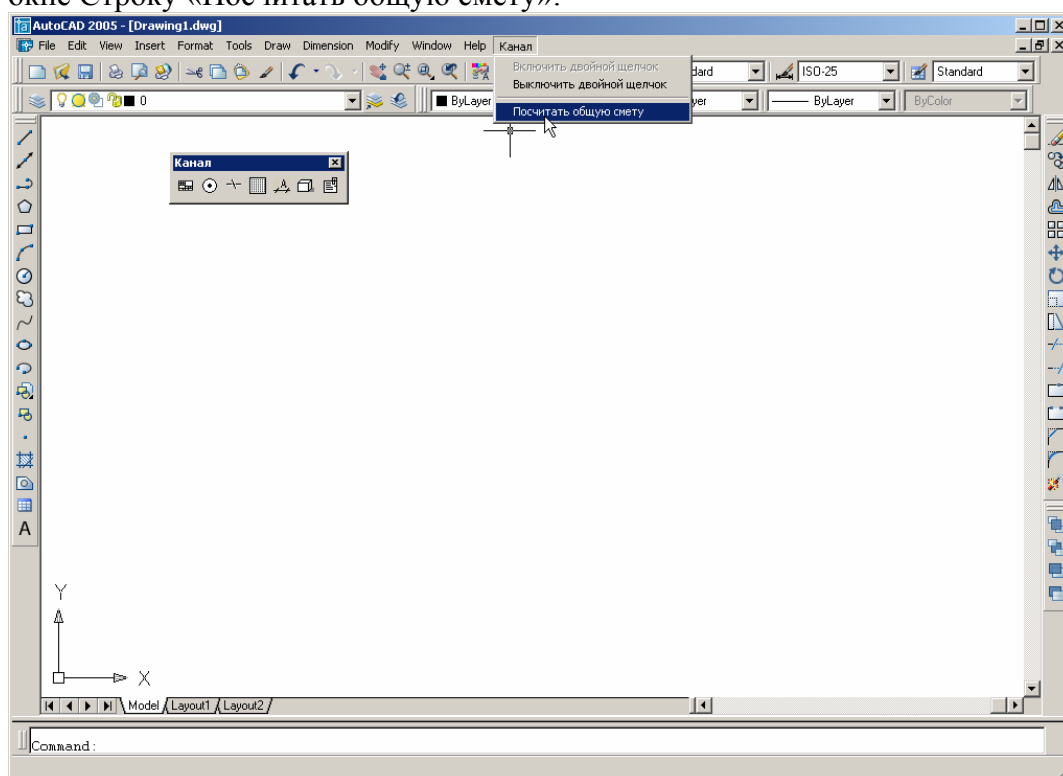 окне Строку «Посчитать общую смету».
AutoCAD 2005 - [Drawing1.dwg]
File Edit View Insert Format Tools Draw Dimension Modify Window Help Канал
Включить двойной щелчок
Выключить двойной щелчок
Посчитать общую смету
dard ISO-25 Standard
0 ByLayer yer ByLayer ByColor
Канал
A
Y
X
Model Layout1 Layout2
Command: